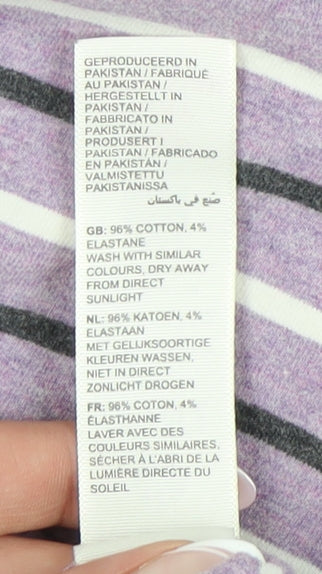 GEPRODUCEERD IN
PAKISTAN / FABRIQUÉ
AU PAKISTAN /
HERGESTELLT IN
PAKISTAN /
FABBRICATO IN
PAKISTAN /
PRODUSERT I
PAKISTAN / FABRICADO
EN PAKISTÁN /
VALMISTETTU
PAKISTANISSA
صنع في باكستان
GB: 96% COTTON, 4%
ELASTANE
WASH WITH SIMILAR
COLOURS, DRY AWAY
FROM DIRECT
SUNLIGHT
NL: 96% KATOEN, 4%
ELASTAAN
MET GELIJKSOORTIGE
KLEUREN WASSEN,
NIET IN DIRECT
ZONLICHT DROGEN
FR: 96% COTON, 4%
ÉLASTHANNE
LAVER AVEC DES
COULEURS SIMILAIRES,
SÉCHER À L'ABRI DE LA
LUMIÈRE DIRECTE DU
SOLEIL